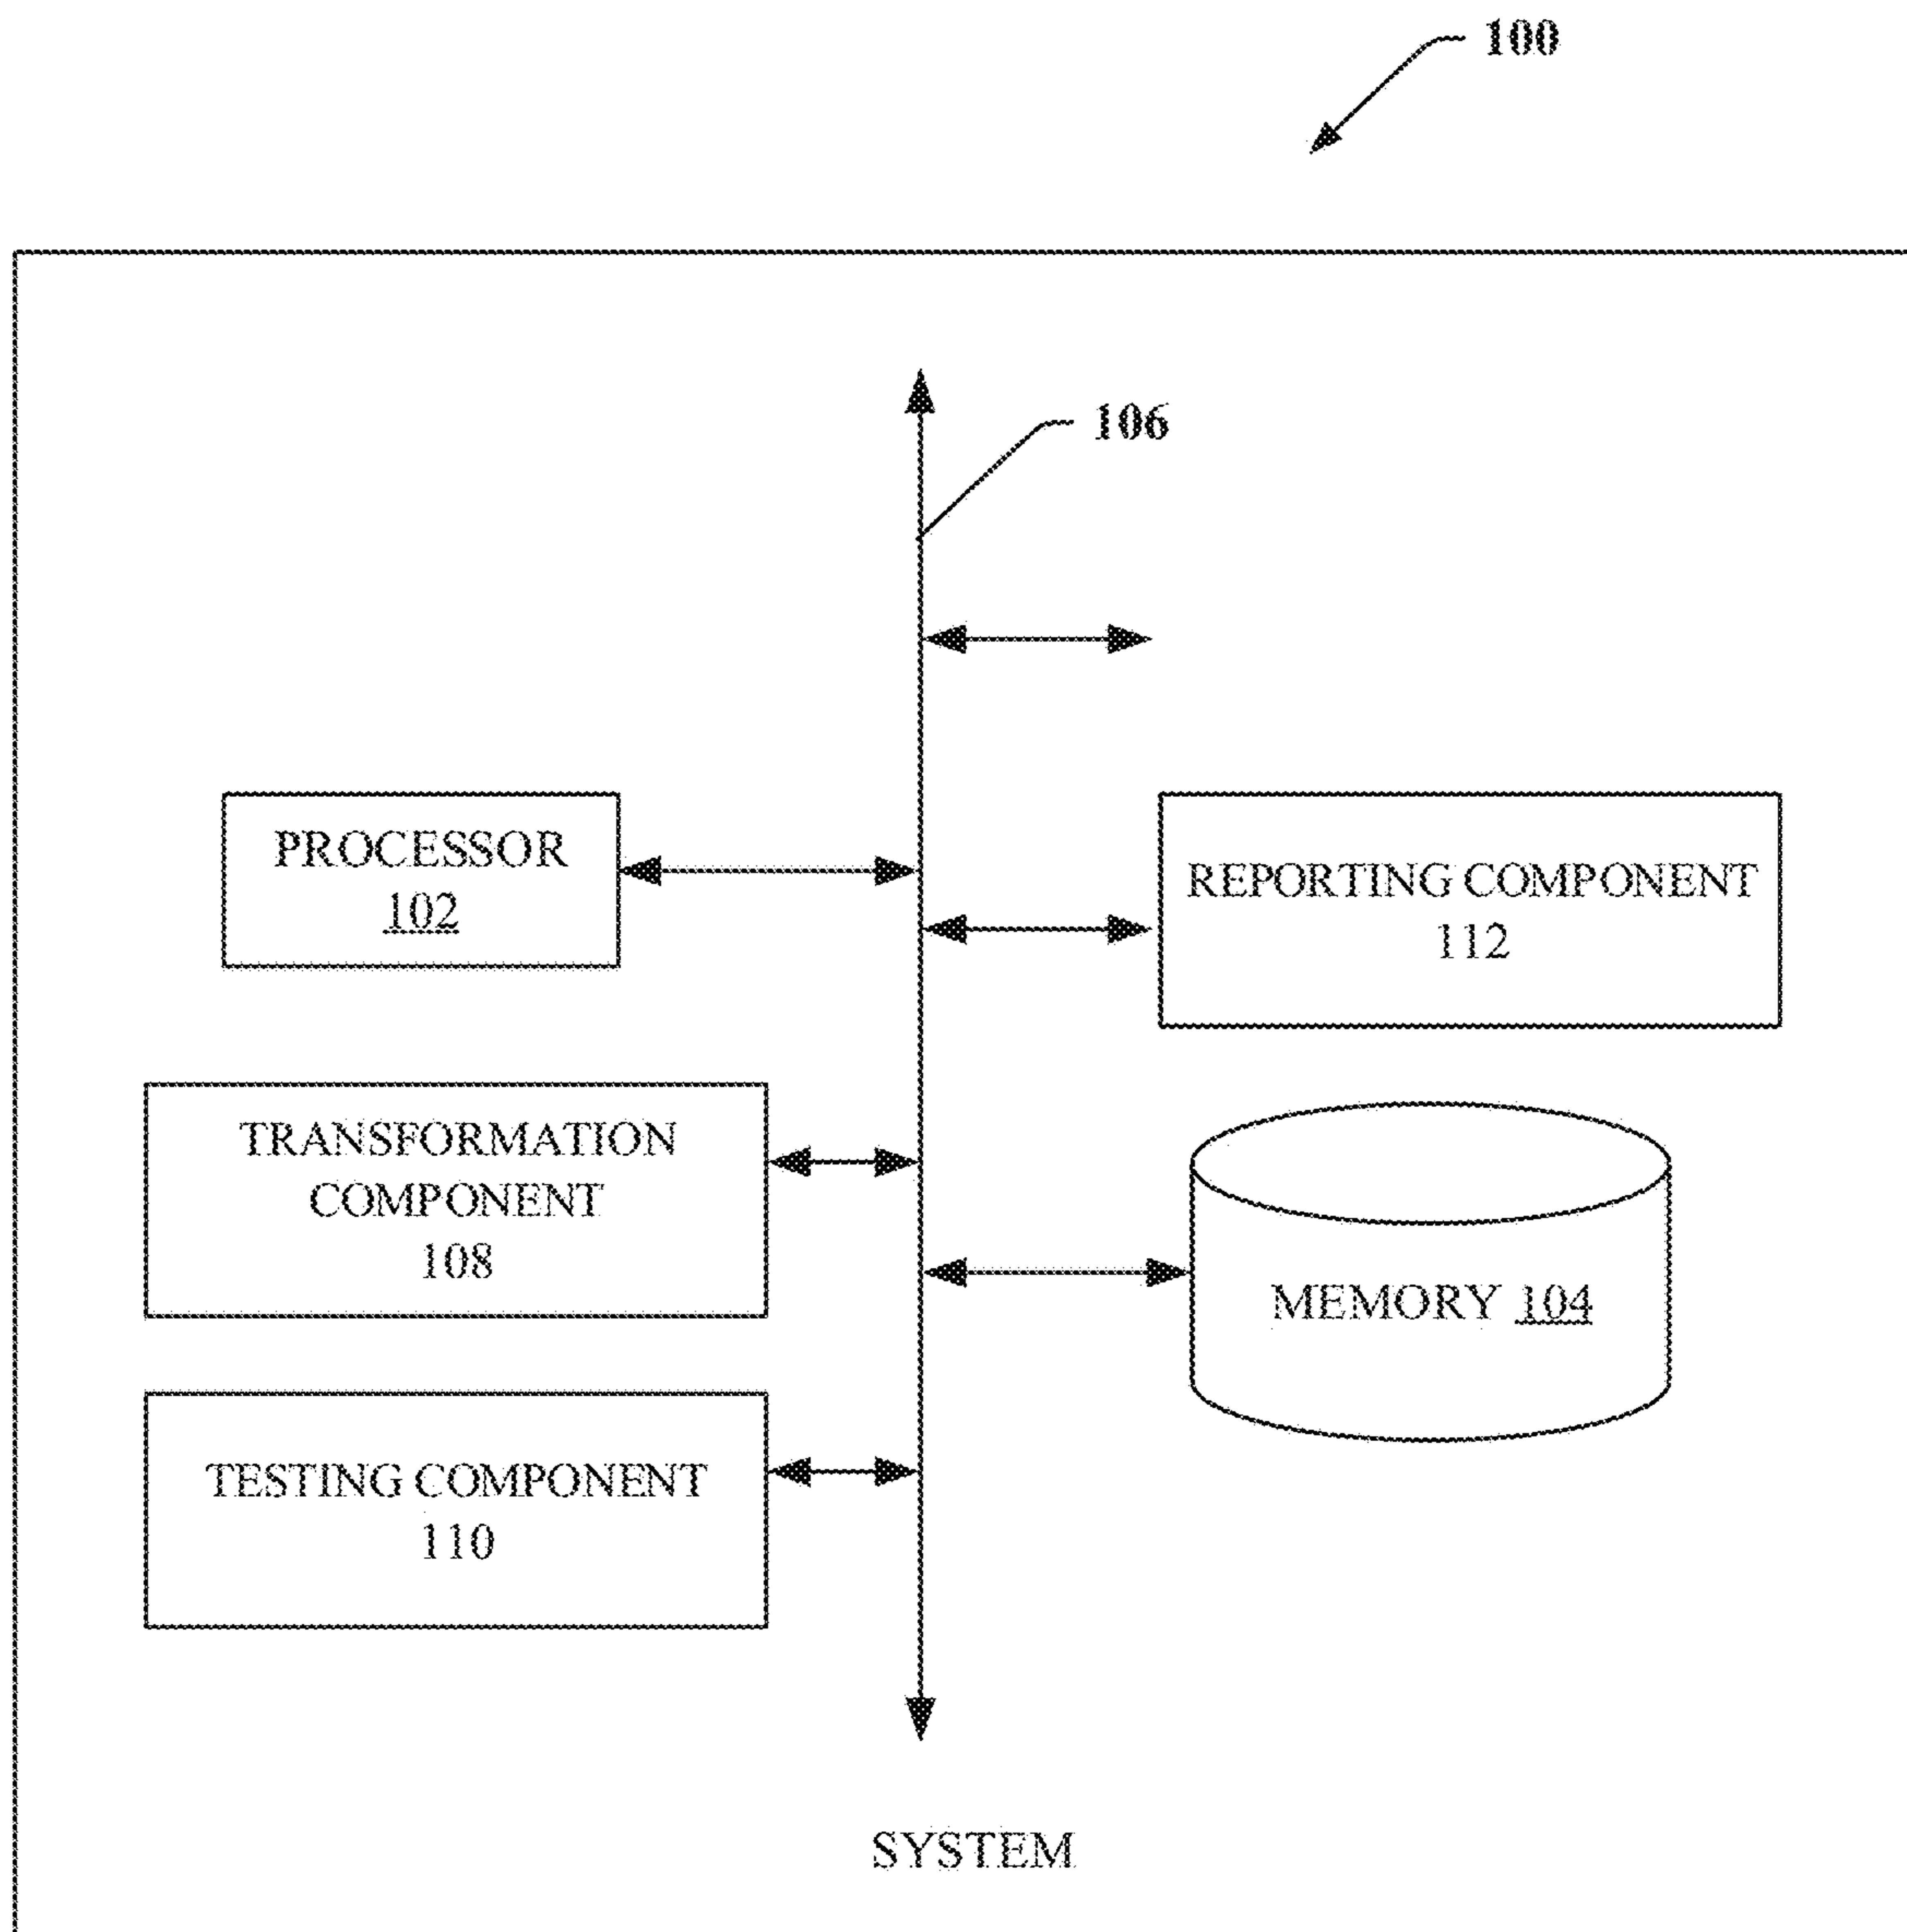 100
106
PROCESSOR
102
REPORTING COMPONENT
112
TRANSFORMATION
COMPONENT
108
MEMORY 104
TESTING COMPONENT
110
SYSTEM